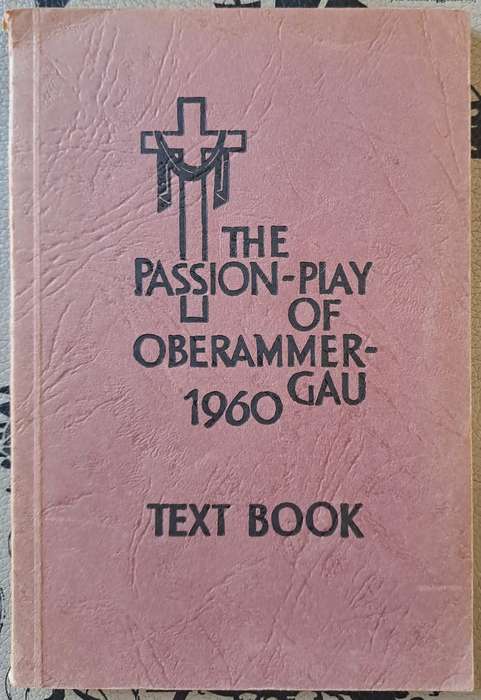 THE
PASSION-PLAY
OF
OBERAMMER-
GAU
1960
TEXT BOOK